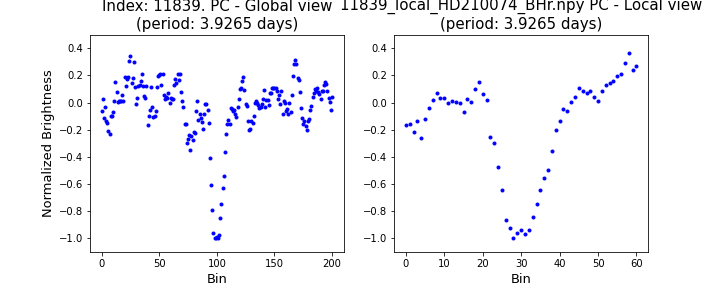 Index: 11839. PC - Global view
(period: 3.9265 days)
11839_local_HD210074_BHr.npy PC - Local view
(period: 3.9265 days)
Normalized Brightness
0.4
0.2
0.0
−0.2
−0.4
−0.6
−0.8
−1.0
0 50 100 150 200
Bin
0.4
0.2
0.0
−0.2
−0.4
−0.6
−0.8
−1.0
0 10 20 30 40 50 60
Bin